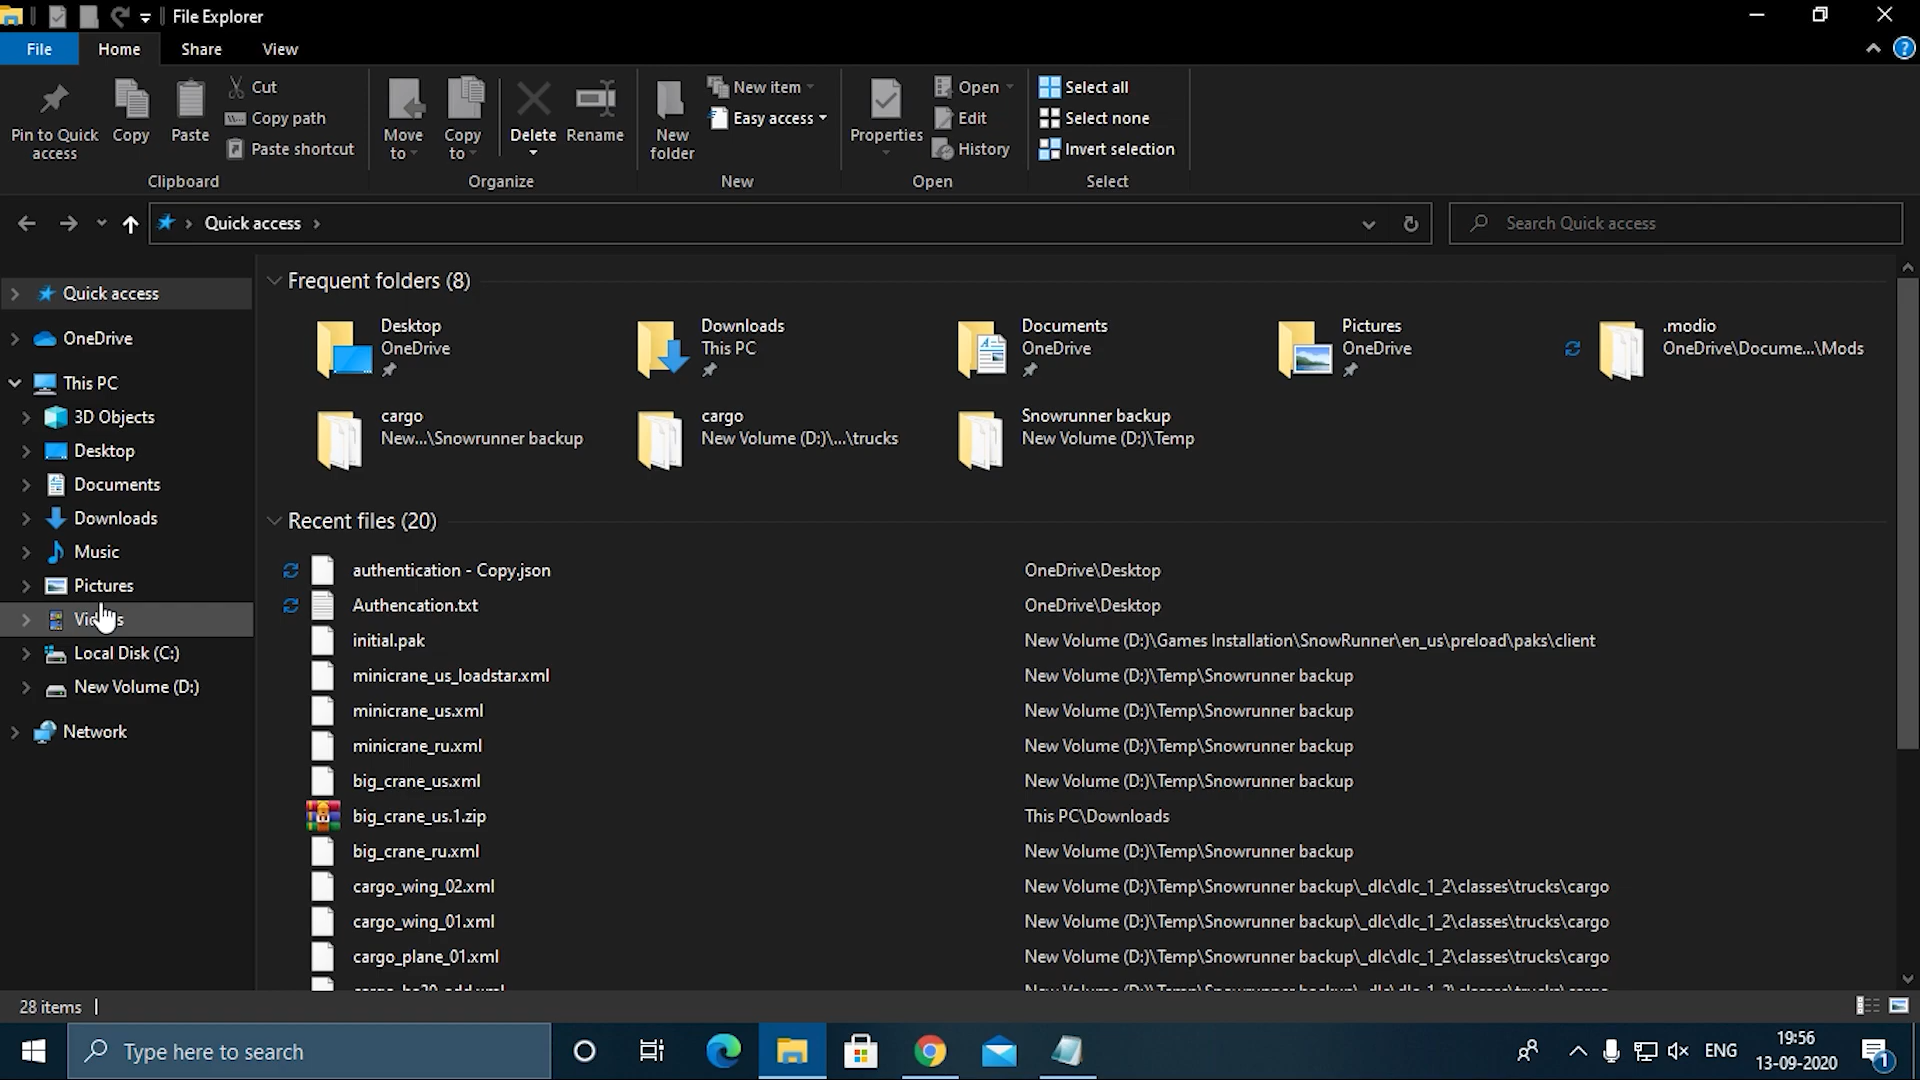 File Explorer
File Home Share View
Pin to Quick access
Copy
Paste
Cut
Copy path
Paste shortcut
Clipboard
Move to
Copy to
Delete
Rename
Organize
New folder
New item
Easy access
New
Properties
Open
Edit
History
Open
Select all
Select none
Invert selection
Select
Quick access
Search Quick access
Quick access
OneDrive
This PC
3D Objects
Desktop
Documents
Downloads
Music
Pictures
Local Disk (C:)
New Volume (D:)
Network
Frequent folders (8)
Desktop
OneDrive
Downloads
This PC
Documents
OneDrive
Pictures
OneDrive
.modio
OneDrive\Docume...\Mods
cargo
New...\Snowrunner backup
cargo
New Volume (D:)\...\trucks
Snowrunner backup
New Volume (D:)\Temp
Recent files (20)
authentication - Copy.json OneDrive\Desktop
Authencation.txt OneDrive\Desktop
initial.pak New Volume (D:)\Games Installation\SnowRunner\en_us\preload\paks\client
minicrane_us_loadstar.xml New Volume (D:)\Temp\Snowrunner backup
minicrane_us.xml New Volume (D:)\Temp\Snowrunner backup
minicrane_ru.xml New Volume (D:)\Temp\Snowrunner backup
big_crane_us.xml New Volume (D:)\Temp\Snowrunner backup
big_crane_us.1.zip This PC\Downloads
big_crane_ru.xml New Volume (D:)\Temp\Snowrunner backup
cargo_wing_02.xml New Volume (D:)\Temp\Snowrunner backup\_dlc\dlc_1_2\classes\trucks\cargo
cargo_wing_01.xml New Volume (D:)\Temp\Snowrunner backup\_dlc\dlc_1_2\classes\trucks\cargo
cargo_plane_01.xml New Volume (D:)\Temp\Snowrunner backup\_dlc\dlc_1_2\classes\trucks\cargo
28 items
Type here to search
ENG
19:56
13-09-2020
1